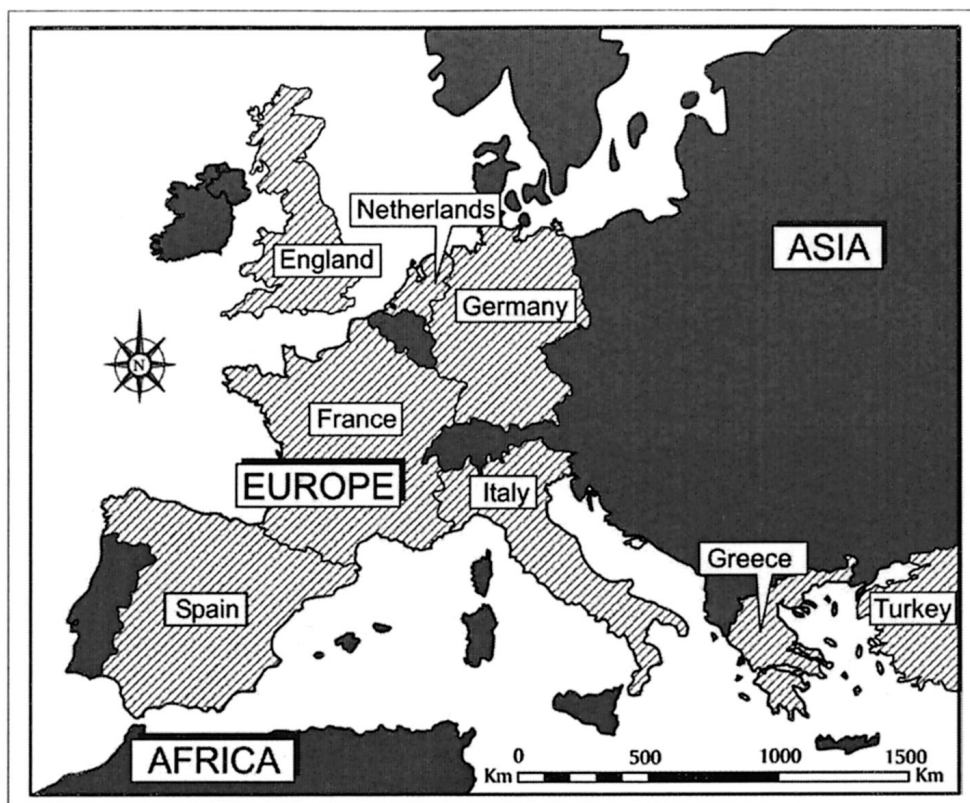 Netherlands
ASIA
England
Germany
N
France
EUROPE
Italy
Greece
Spain
Turkey
AFRICA
0 500 1000 1500
Km Km